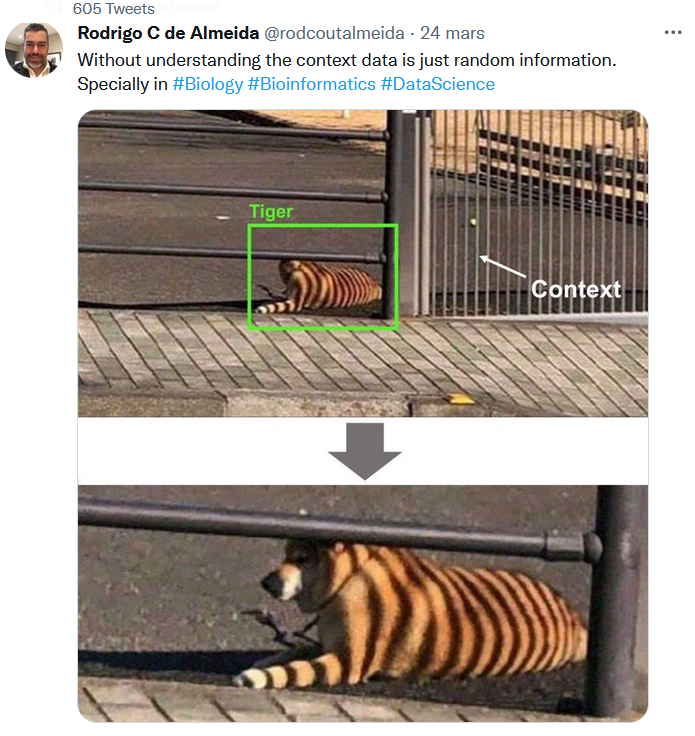 605 Tweets
Rodrigo C de Almeida @rodcoutalmeida · 24 mars
Without understanding the context data is just random information.
Specially in #Biology #Bioinformatics #DataScience
Tiger
Context